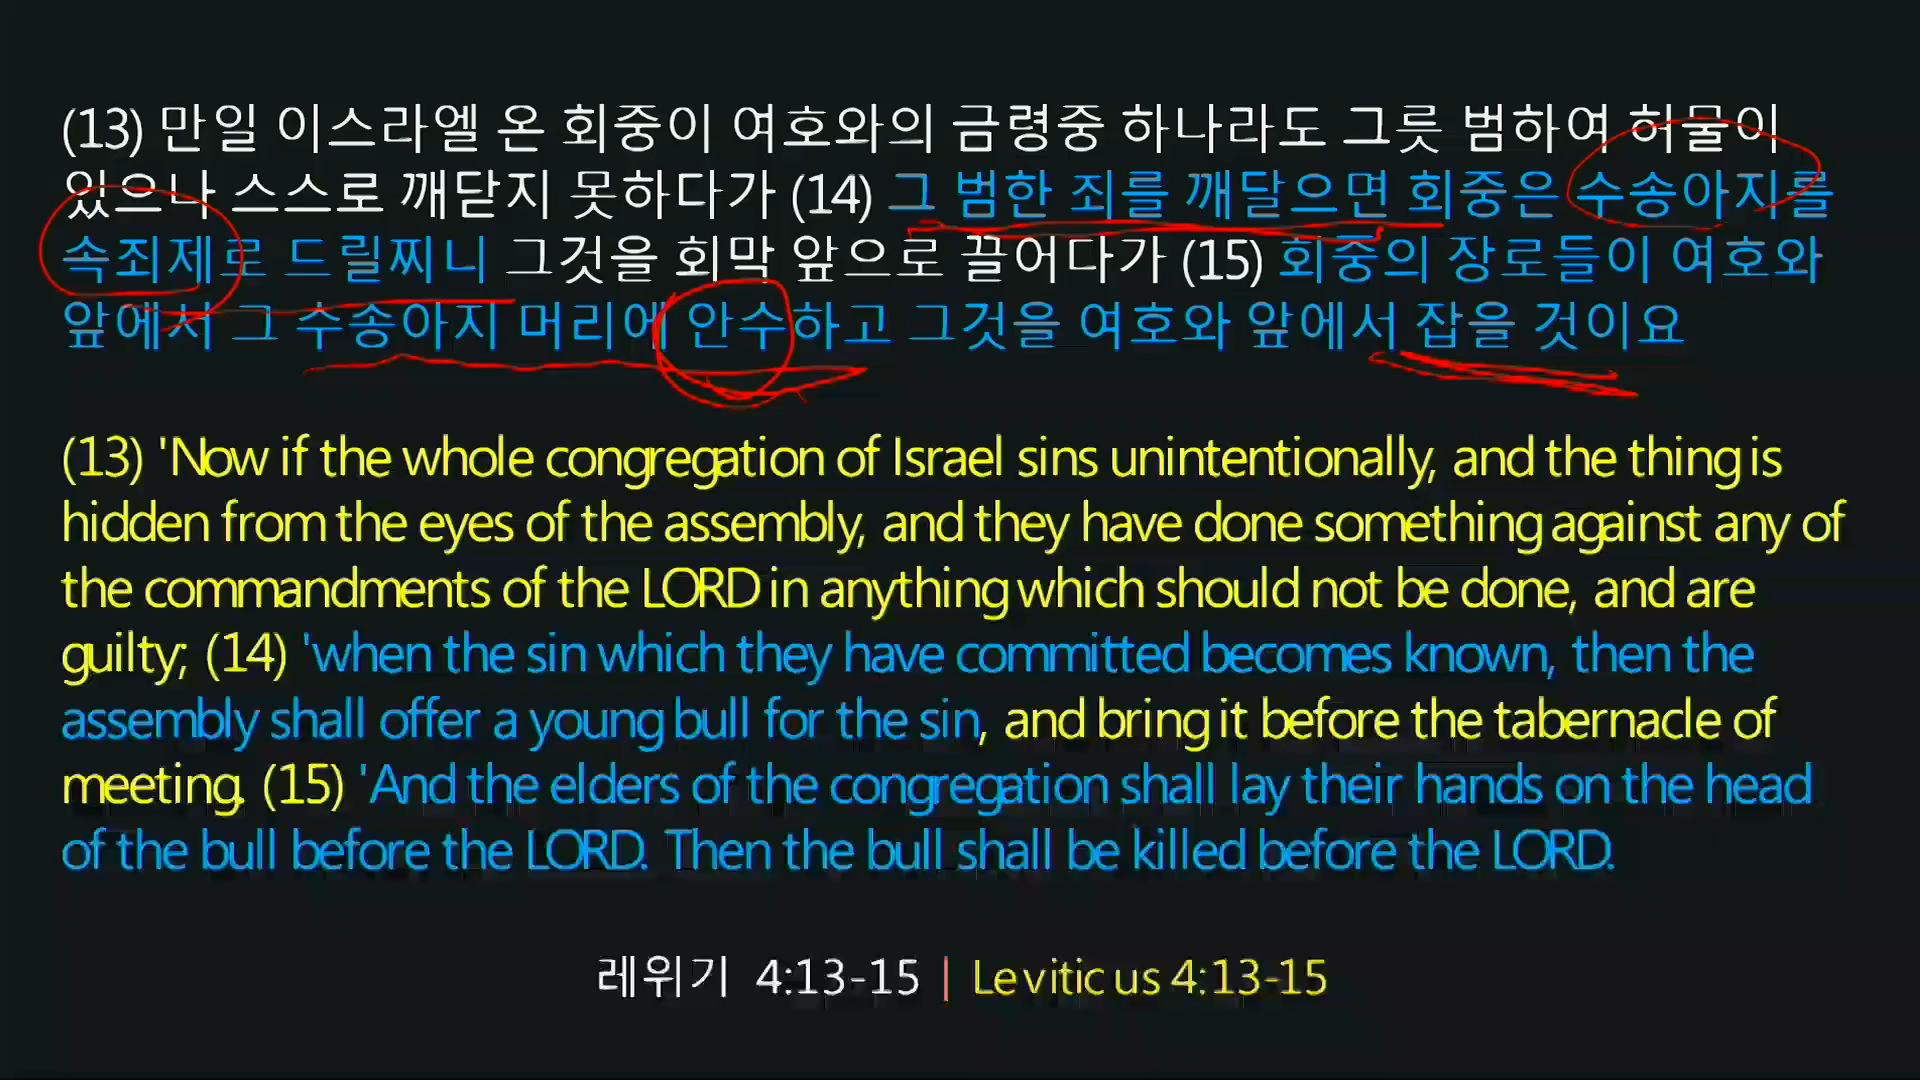 (13) 만일 이스라엘 온 회중이 여호와의 금령중 하나라도 그릇 범하여 허물이
있으나 스스로 깨닫지 못하다가 (14) 그 범한 죄를 깨달으면 회중은 수송아지를
속죄제로 드릴찌니 그것을 회막 앞으로 끌어다가 (15) 회중의 장로들이 여호와
앞에서 그 수송아지 머리에 안수하고 그것을 여호와 앞에서 잡을 것이요
(13) 'Now if the whole congregation of Israel sins unintentionally, and the thing is
hidden from the eyes of the assembly, and they have done something against any of
the commandments of the LORD in anything which should not be done, and are
guilty; (14) 'when the sin which they have committed becomes known, then the
assembly shall offer a young bull for the sin, and bring it before the tabernacle of
meeting. (15) 'And the elders of the congregation shall lay their hands on the head
of the bull before the LORD. Then the bull shall be killed before the LORD.
레위기 4:13-15 | Leviticus 4:13-15